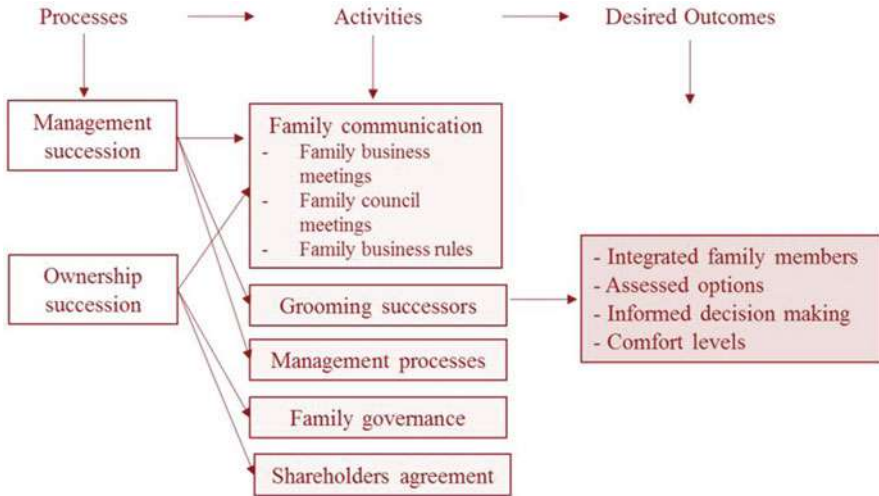 Processes
Activities
Desired Outcomes
Management
succession
Ownership
succession
Family communication
- Family business
meetings
- Family council
meetings
- Family business rules
Grooming successors
Management processes
Family governance
Shareholders agreement
- Integrated family members
- Assessed options
- Informed decision making
- Comfort levels